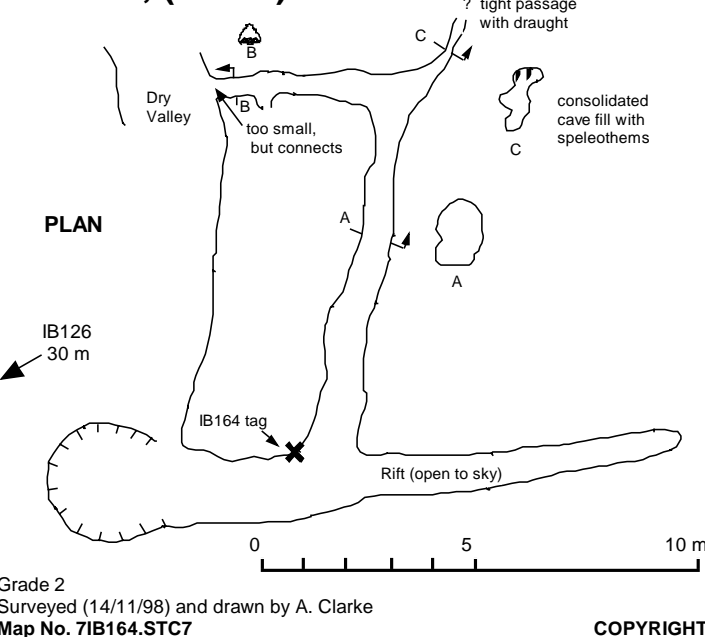 ? tight passage
with draught
C
B
Dry
Valley
B
too small,
but connects
consolidated
cave fill with
speleothems
C
PLAN
A
A
IB126
30 m
IB164 tag
Rift (open to sky)
0 5 10 m
Grade 2
Surveyed (14/11/98) and drawn by A. Clarke
Map No. 7IB164.STC7 COPYRIGHT